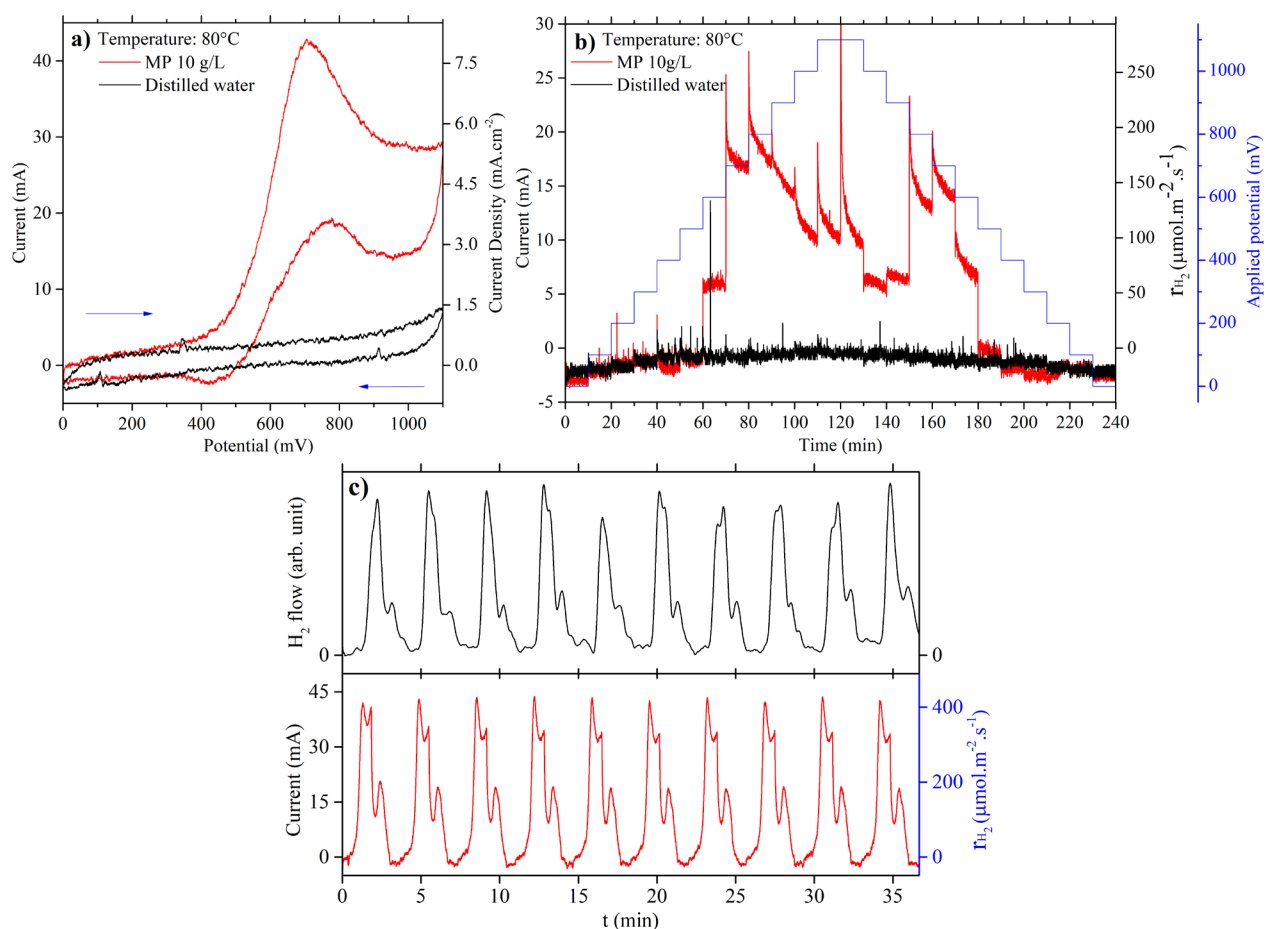 a)
Temperature: 80°C
MP 10 g/L
Distilled water
40
30
20
10
0
Current (mA)
7.5
6.0
4.5
3.0
1.5
0.0
Current Density (mA.cm-2)
0 200 400 600 800 1000
Potential (mV)
b)
Temperature: 80°C
MP 10g/L
Distilled water
30
25
20
15
10
5
0
-5
Current (mA)
250
200
150
100
50
0
rH2 (μmol.m-2.s-1)
1000
800
600
400
200
0
Applied potential (mV)
0 20 40 60 80 100 120 140 160 180 200 220 240
Time (min)
c)
H2 flow (arb. unit)
0
0
45
30
15
0
Current (mA)
400
200
0
rH2 (μmol.m-2.s-1)
0 5 10 15 20 25 30 35
t (min)